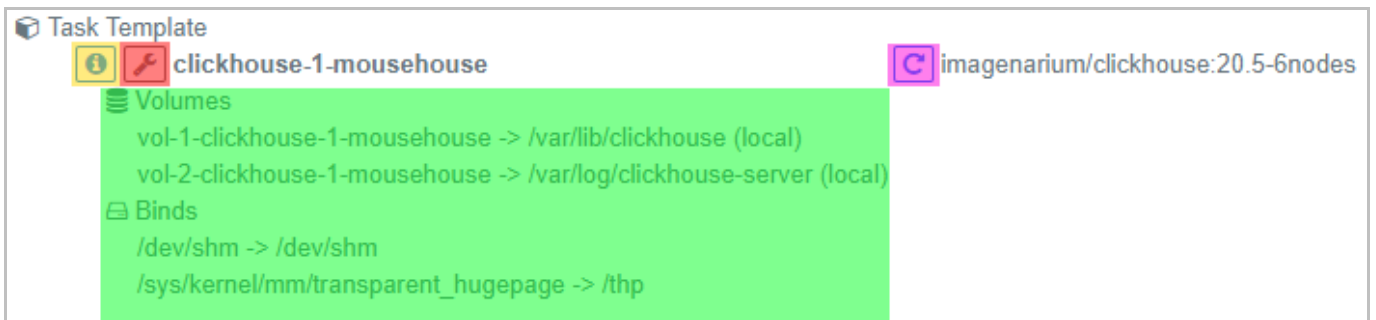 Task Template
clickhouse-1-mousehouse imagenarium/clickhouse:20.5-6nodes
Volumes
vol-1-clickhouse-1-mousehouse -> /var/lib/clickhouse (local)
vol-2-clickhouse-1-mousehouse -> /var/log/clickhouse-server (local)
Binds
/dev/shm -> /dev/shm
/sys/kernel/mm/transparent_hugepage -> /thp